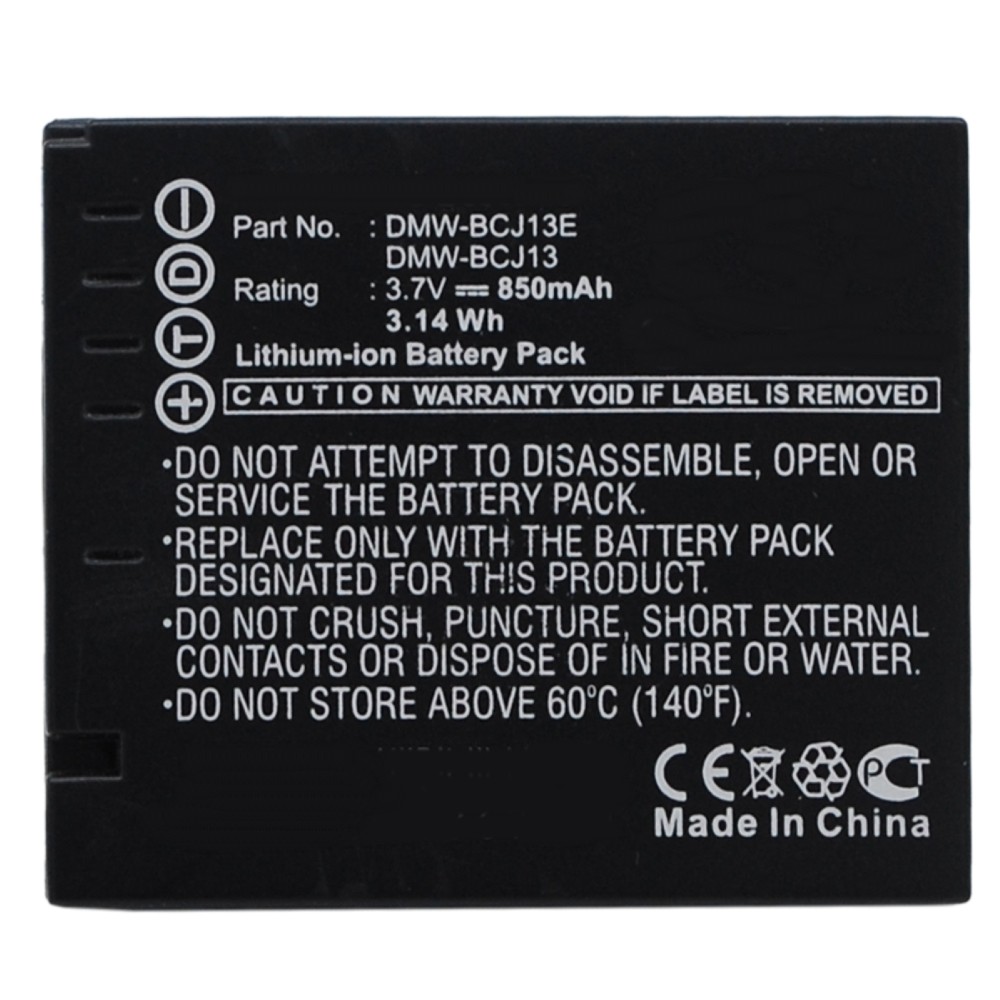 Part No. : DMW-BCJ13E
DMW-BCJ13
Rating : 3.7V 850mAh
3.14 Wh
Lithium-ion Battery Pack
D
T
CAUTION WARRANTY VOID IF LABEL IS REMOVED
•DO NOT ATTEMPT TO DISASSEMBLE, OPEN OR
SERVICE THE BATTERY PACK.
•REPLACE ONLY WITH THE BATTERY PACK
DESIGNATED FOR THIS PRODUCT.
•DO NOT CRUSH, PUNCTURE, SHORT EXTERNAL
CONTACTS OR DISPOSE OF IN FIRE OR WATER.
•DO NOT STORE ABOVE 60°C (140°F).
CE PCT
Made In China